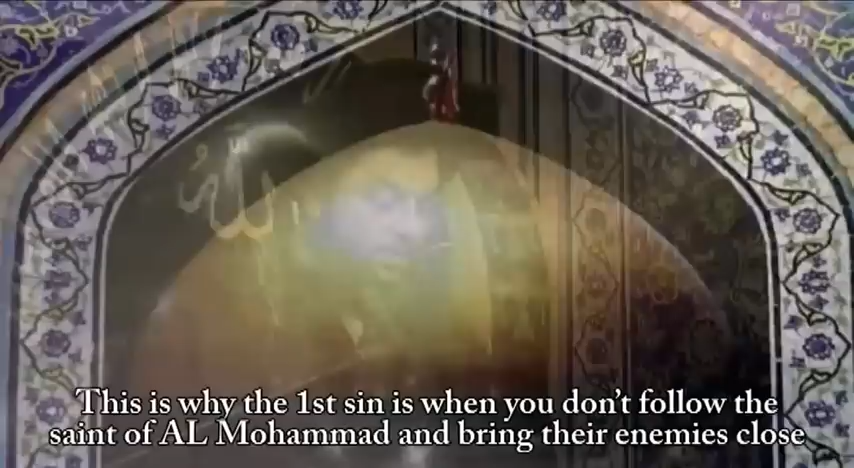 الله
This is why the 1st sin is when you don't follow the
saint of AL Mohammad and bring their enemies close